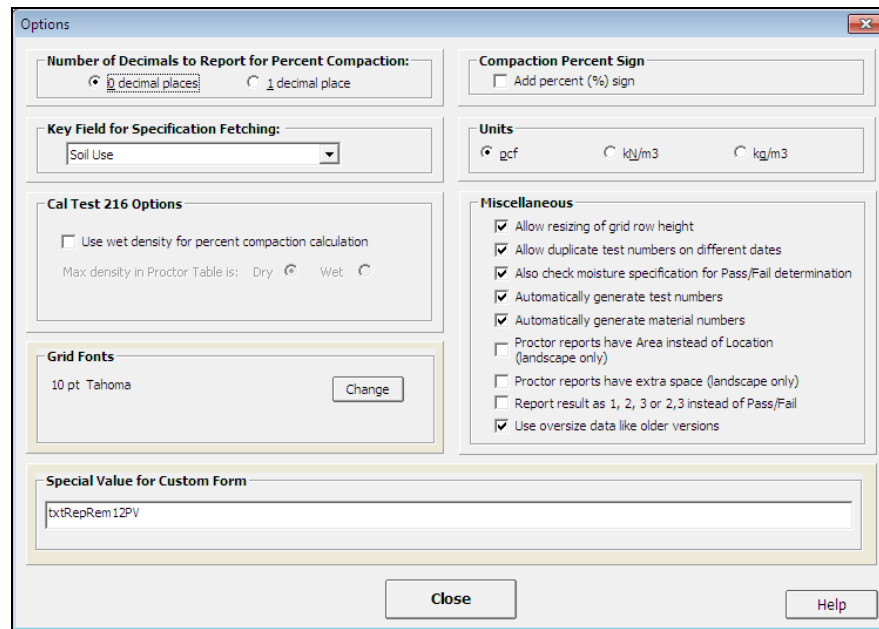 Options
Number of Decimals to Report for Percent Compaction:
0 decimal places
1 decimal place
Key Field for Specification Fetching:
Soil Use
Cal Test 216 Options
Use wet density for percent compaction calculation
Max density in Proctor Table is: Dry Wet
Grid Fonts
10 pt Tahoma
Change
Compaction Percent Sign
Add percent (%) sign
Units
pcf
kN/m3
kg/m3
Miscellaneous
Allow resizing of grid row height
Allow duplicate test numbers on different dates
Also check moisture specification for Pass/Fail determination
Automatically generate test numbers
Automatically generate material numbers
Proctor reports have Area instead of Location
(landscape only)
Proctor reports have extra space (landscape only)
Report result as 1, 2, 3 or 2,3 instead of Pass/Fail
Use oversize data like older versions
Special Value for Custom Form
txtRepRem12PV
Close
Help